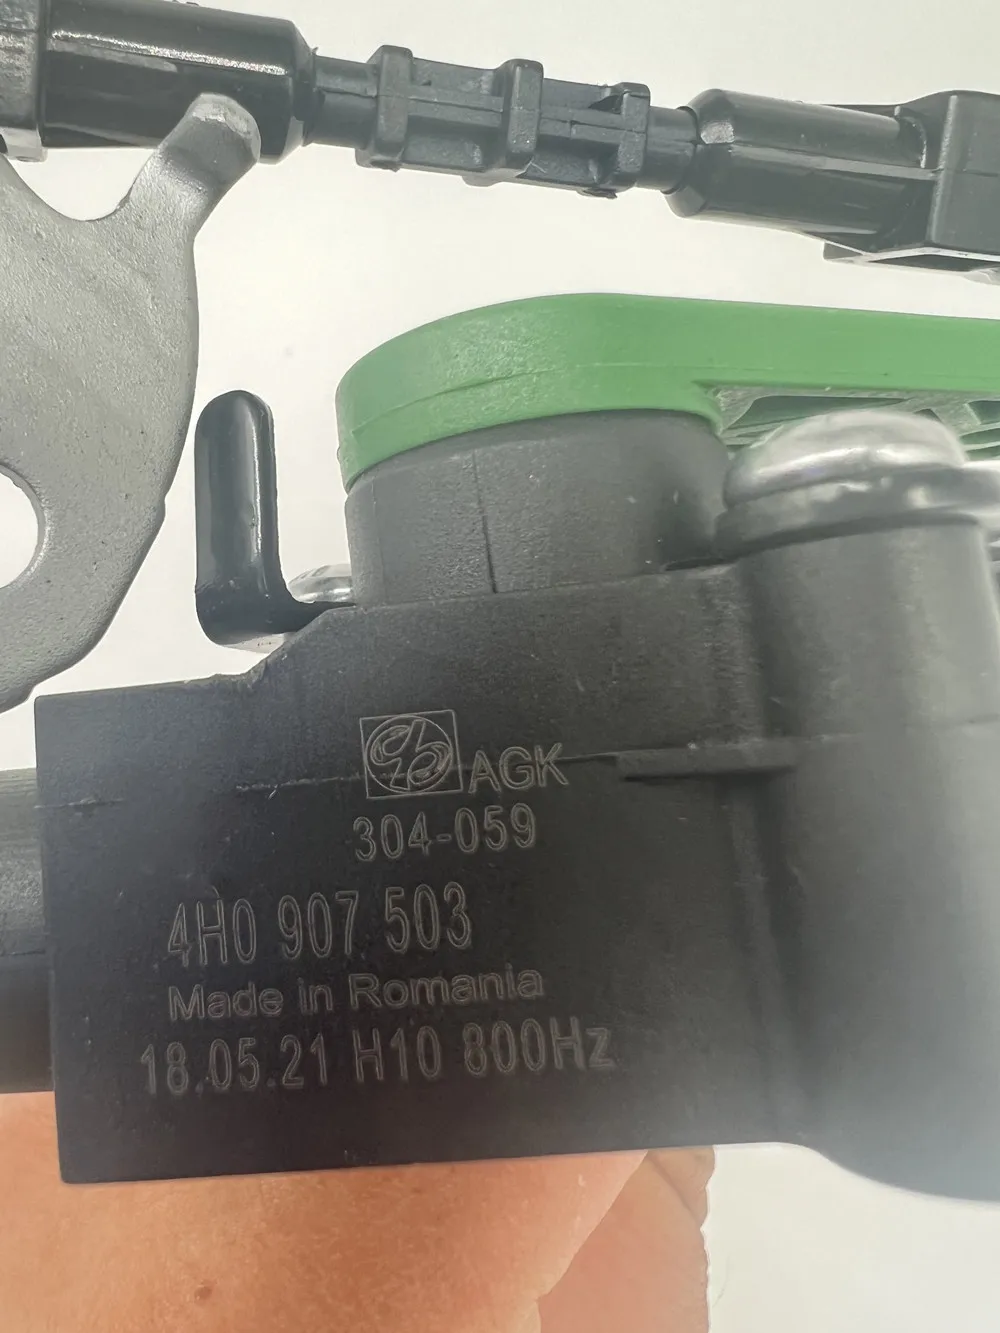 AGK
304-059
4H0 907 503
Made in Romania
18.05.21 H10 800Hz